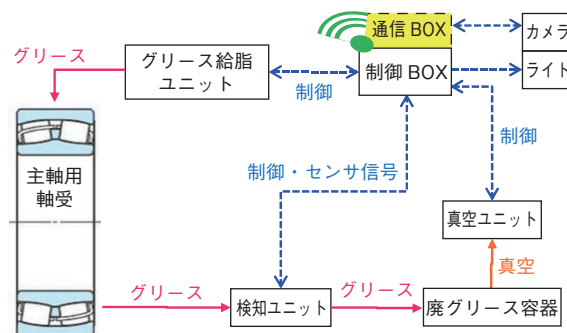 通信 BOX
カメラ
グリース
グリース給脂
ユニット
制御 BOX
ライト
制御
制御
主軸用
軸受
制御・センサ信号
真空ユニット
真空
グリース
検知ユニット
グリース
廃グリース容器